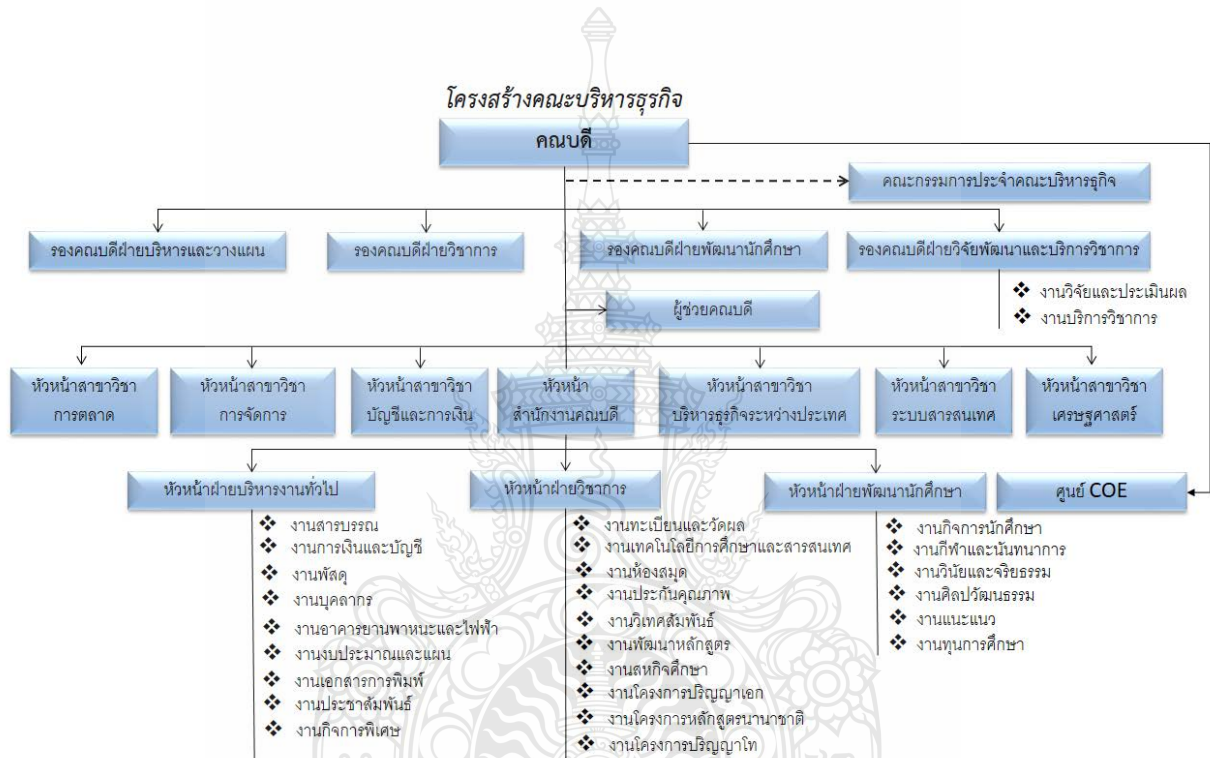 โครงสร้างคณะบริหารธุรกิจ
คณบดี
คณะกรรมการประจำคณะบริหารธุรกิจ
รองคณบดีฝ่ายบริหารและวางแผน
รองคณบดีฝ่ายวิชาการ
รองคณบดีฝ่ายพัฒนานักศึกษา
รองคณบดีฝ่ายวิจัยพัฒนาและบริการวิชาการ
❖ งานวิจัยและประเมินผล
❖ งานบริการวิชาการ
ผู้ช่วยคณบดี
หัวหน้าสาขาวิชา
การตลาด
หัวหน้าสาขาวิชา
การจัดการ
หัวหน้าสาขาวิชา
บัญชีและการเงิน
หัวหน้า
สำนักงานคณบดี
หัวหน้าสาขาวิชา
บริหารธุรกิจระหว่างประเทศ
หัวหน้าสาขาวิชา
ระบบสารสนเทศ
หัวหน้าสาขาวิชา
เศรษฐศาสตร์
หัวหน้าฝ่ายบริหารงานทั่วไป
หัวหน้าฝ่ายวิชาการ
หัวหน้าฝ่ายพัฒนานักศึกษา
ศูนย์ COE
❖ งานสารบรรณ
❖ งานการเงินและบัญชี
❖ งานพัสดุ
❖ งานบุคลากร
❖ งานอาคารยานพาหนะและไฟฟ้า
❖ งานงบประมาณและแผน
❖ งานเอกสารการพิมพ์
❖ งานประชาสัมพันธ์
❖ งานกิจการพิเศษ
❖ งานทะเบียนและวัดผล
❖ งานเทคโนโลยีการศึกษาและสารสนเทศ
❖ งานห้องสมุด
❖ งานประกันคุณภาพ
❖ งานวิเทศสัมพันธ์
❖ งานพัฒนาหลักสูตร
❖ งานสหกิจศึกษา
❖ งานโครงการปริญญาเอก
❖ งานโครงการหลักสูตรนานาชาติ
❖ งานโครงการปริญญาโท
❖ งานกิจการนักศึกษา
❖ งานกีฬาและนันทนาการ
❖ งานวินัยและจริยธรรม
❖ งานศิลปวัฒนธรรม
❖ งานแนะแนว
❖ งานทุนการศึกษา